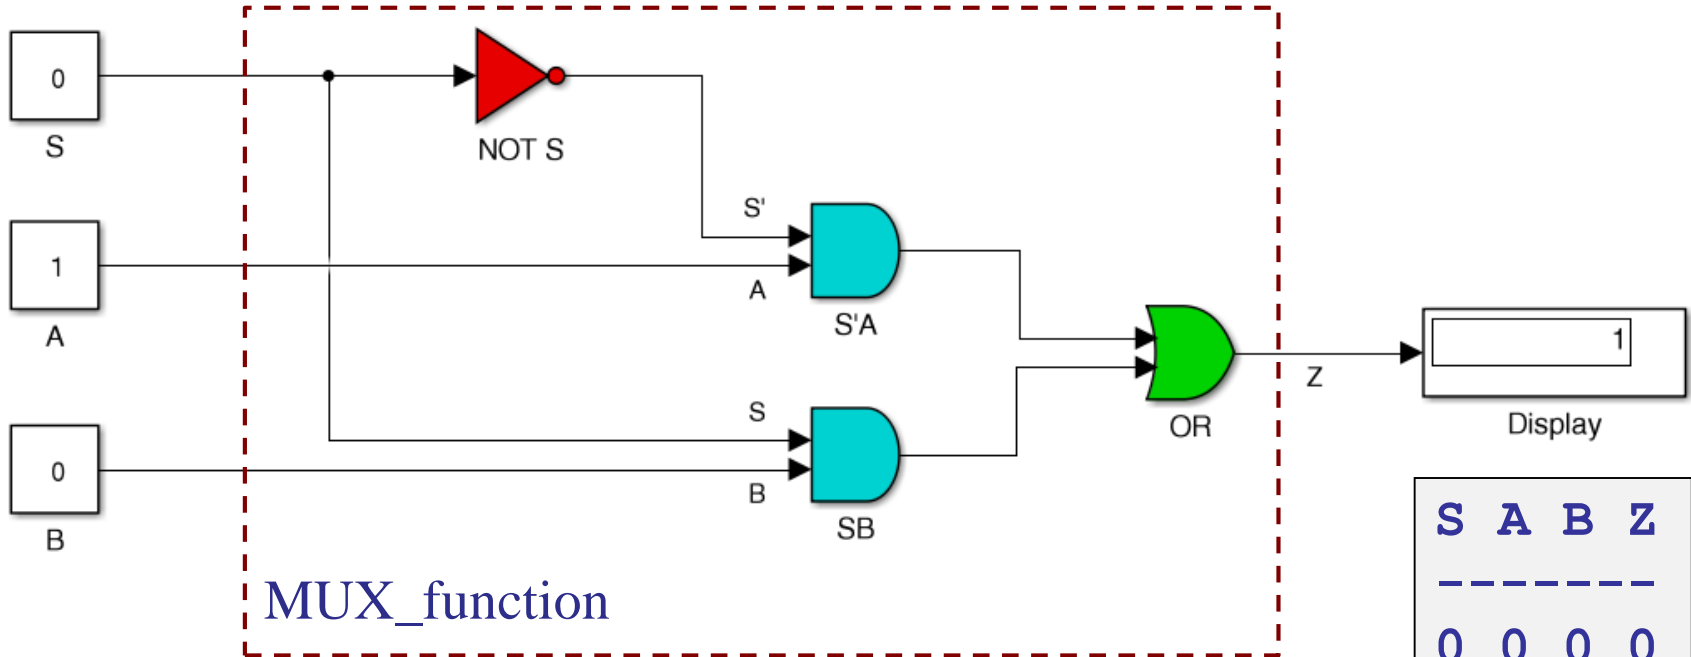 0
S
NOT S
S'
1
A
A
S'A
1
Z
Display
OR
S
0
B
B
SB
S A B Z
-------
0 0 0 0
MUX_function